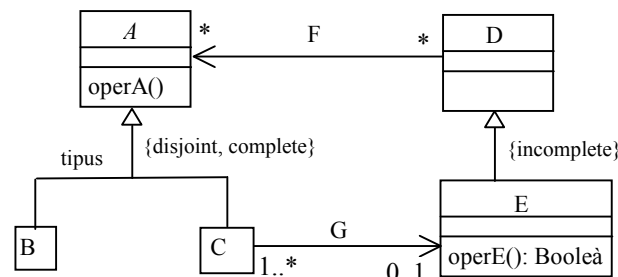 A
*
F
*
D
operA()
tipus
{disjoint, complete}
{incomplete}
E
B
C
G
operE(): Booleà
1..*
0..1